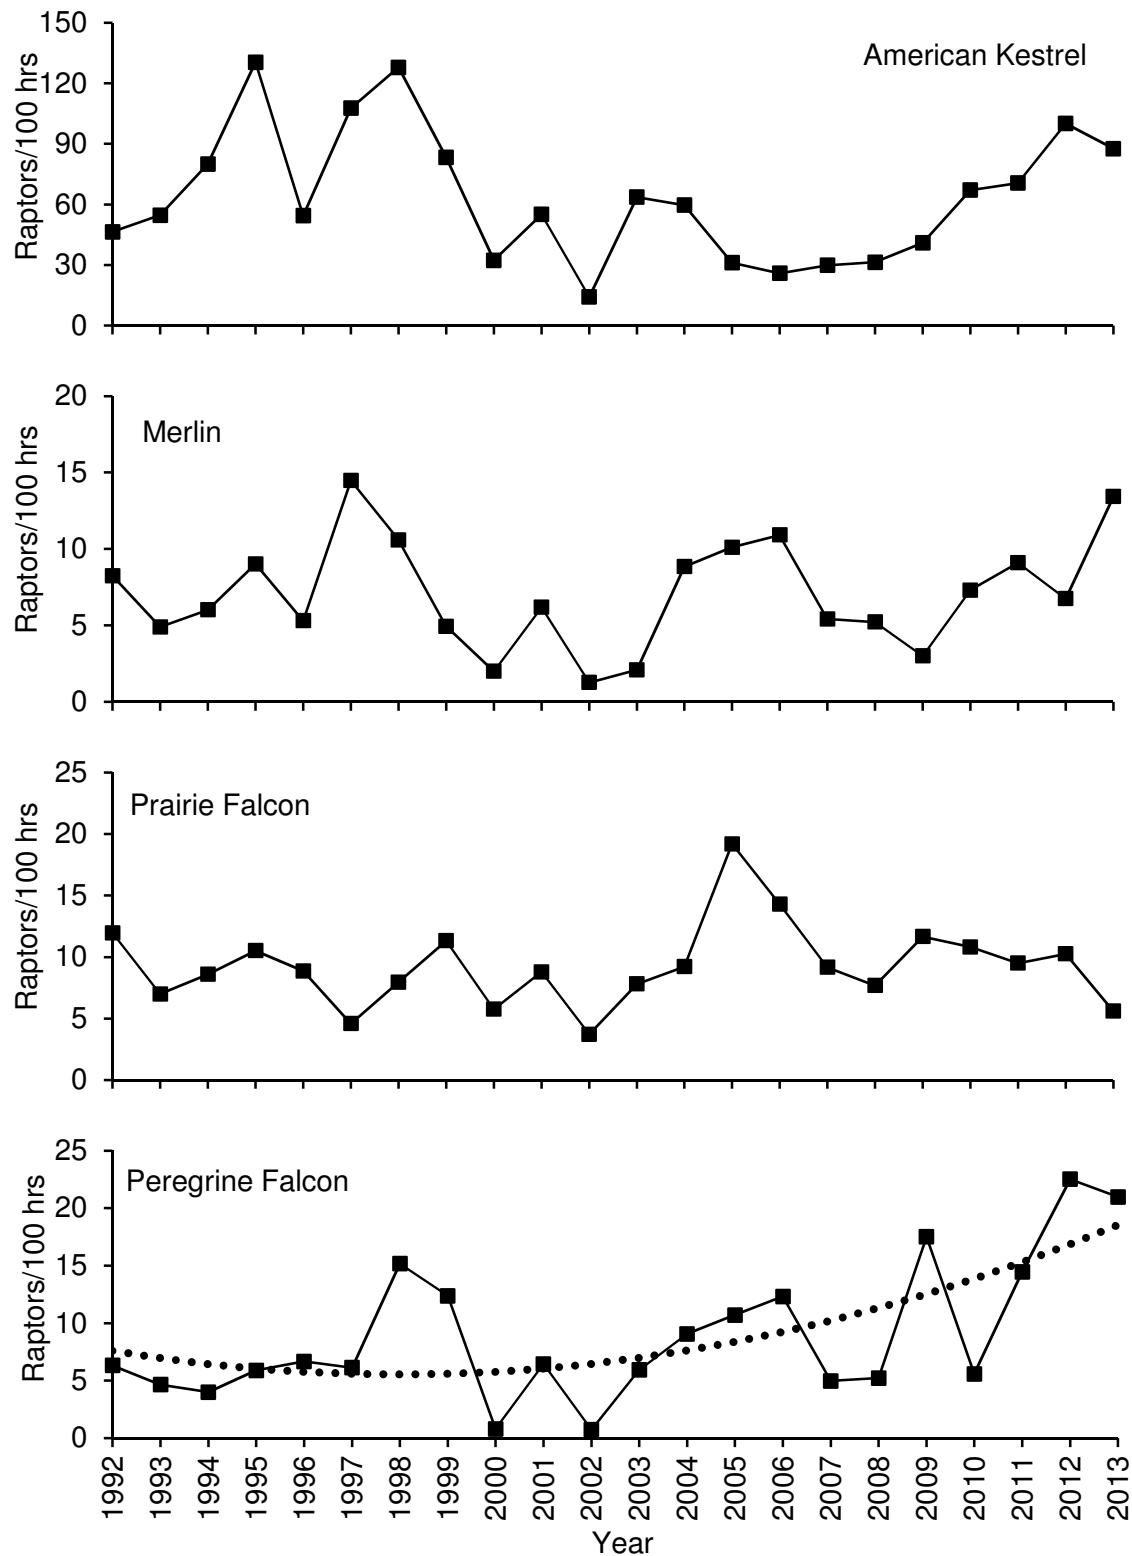 American Kestrel
Raptors/100 hrs
150
120
90
60
30
0
Merlin
Raptors/100 hrs
20
15
10
5
0
Prairie Falcon
Raptors/100 hrs
25
20
15
10
5
0
Peregrine Falcon
Raptors/100 hrs
25
20
15
10
5
0
1992 1993 1994 1995 1996 1997 1998 1999 2000 2001 2002 2003 2004 2005 2006 2007 2008 2009 2010 2011 2012 2013
Year